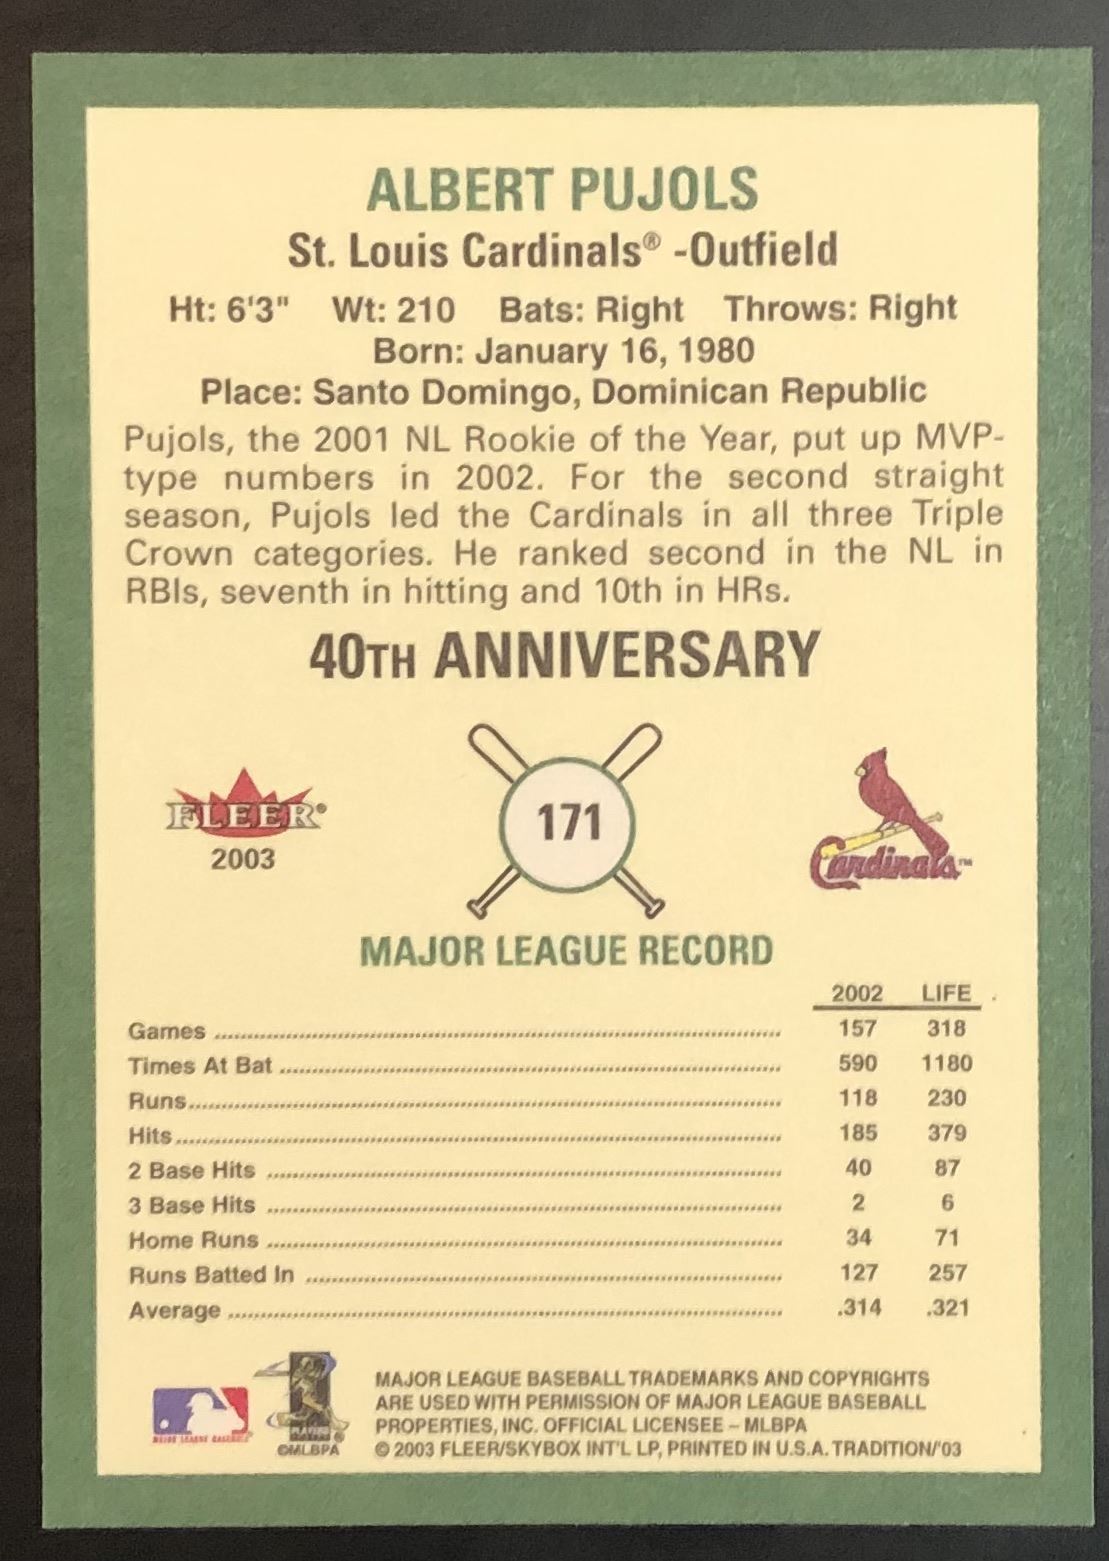 ALBERT PUJOLS
St. Louis Cardinals® -Outfield
Ht: 6'3" Wt: 210 Bats: Right Throws: Right
Born: January 16, 1980
Place: Santo Domingo, Dominican Republic
Pujols, the 2001 NL Rookie of the Year, put up MVP-
type numbers in 2002. For the second straight
season, Pujols led the Cardinals in all three Triple
Crown categories. He ranked second in the NL in
RBIs, seventh in hitting and 10th in HRs.
40TH ANNIVERSARY
FLEER®
2003
171
Cardinals™
MAJOR LEAGUE RECORD
2002 LIFE
Games 157 318
Times At Bat 590 1180
Runs 118 230
Hits 185 379
2 Base Hits 40 87
3 Base Hits 2 6
Home Runs 34 71
Runs Batted In 127 257
Average .314 .321
MAJOR LEAGUE BASEBALL
PLAYERS
©MLBPA
MAJOR LEAGUE BASEBALL TRADEMARKS AND COPYRIGHTS
ARE USED WITH PERMISSION OF MAJOR LEAGUE BASEBALL
PROPERTIES, INC. OFFICIAL LICENSEE – MLBPA
© 2003 FLEER/SKYBOX INT'L LP, PRINTED IN U.S.A. TRADITION/'03